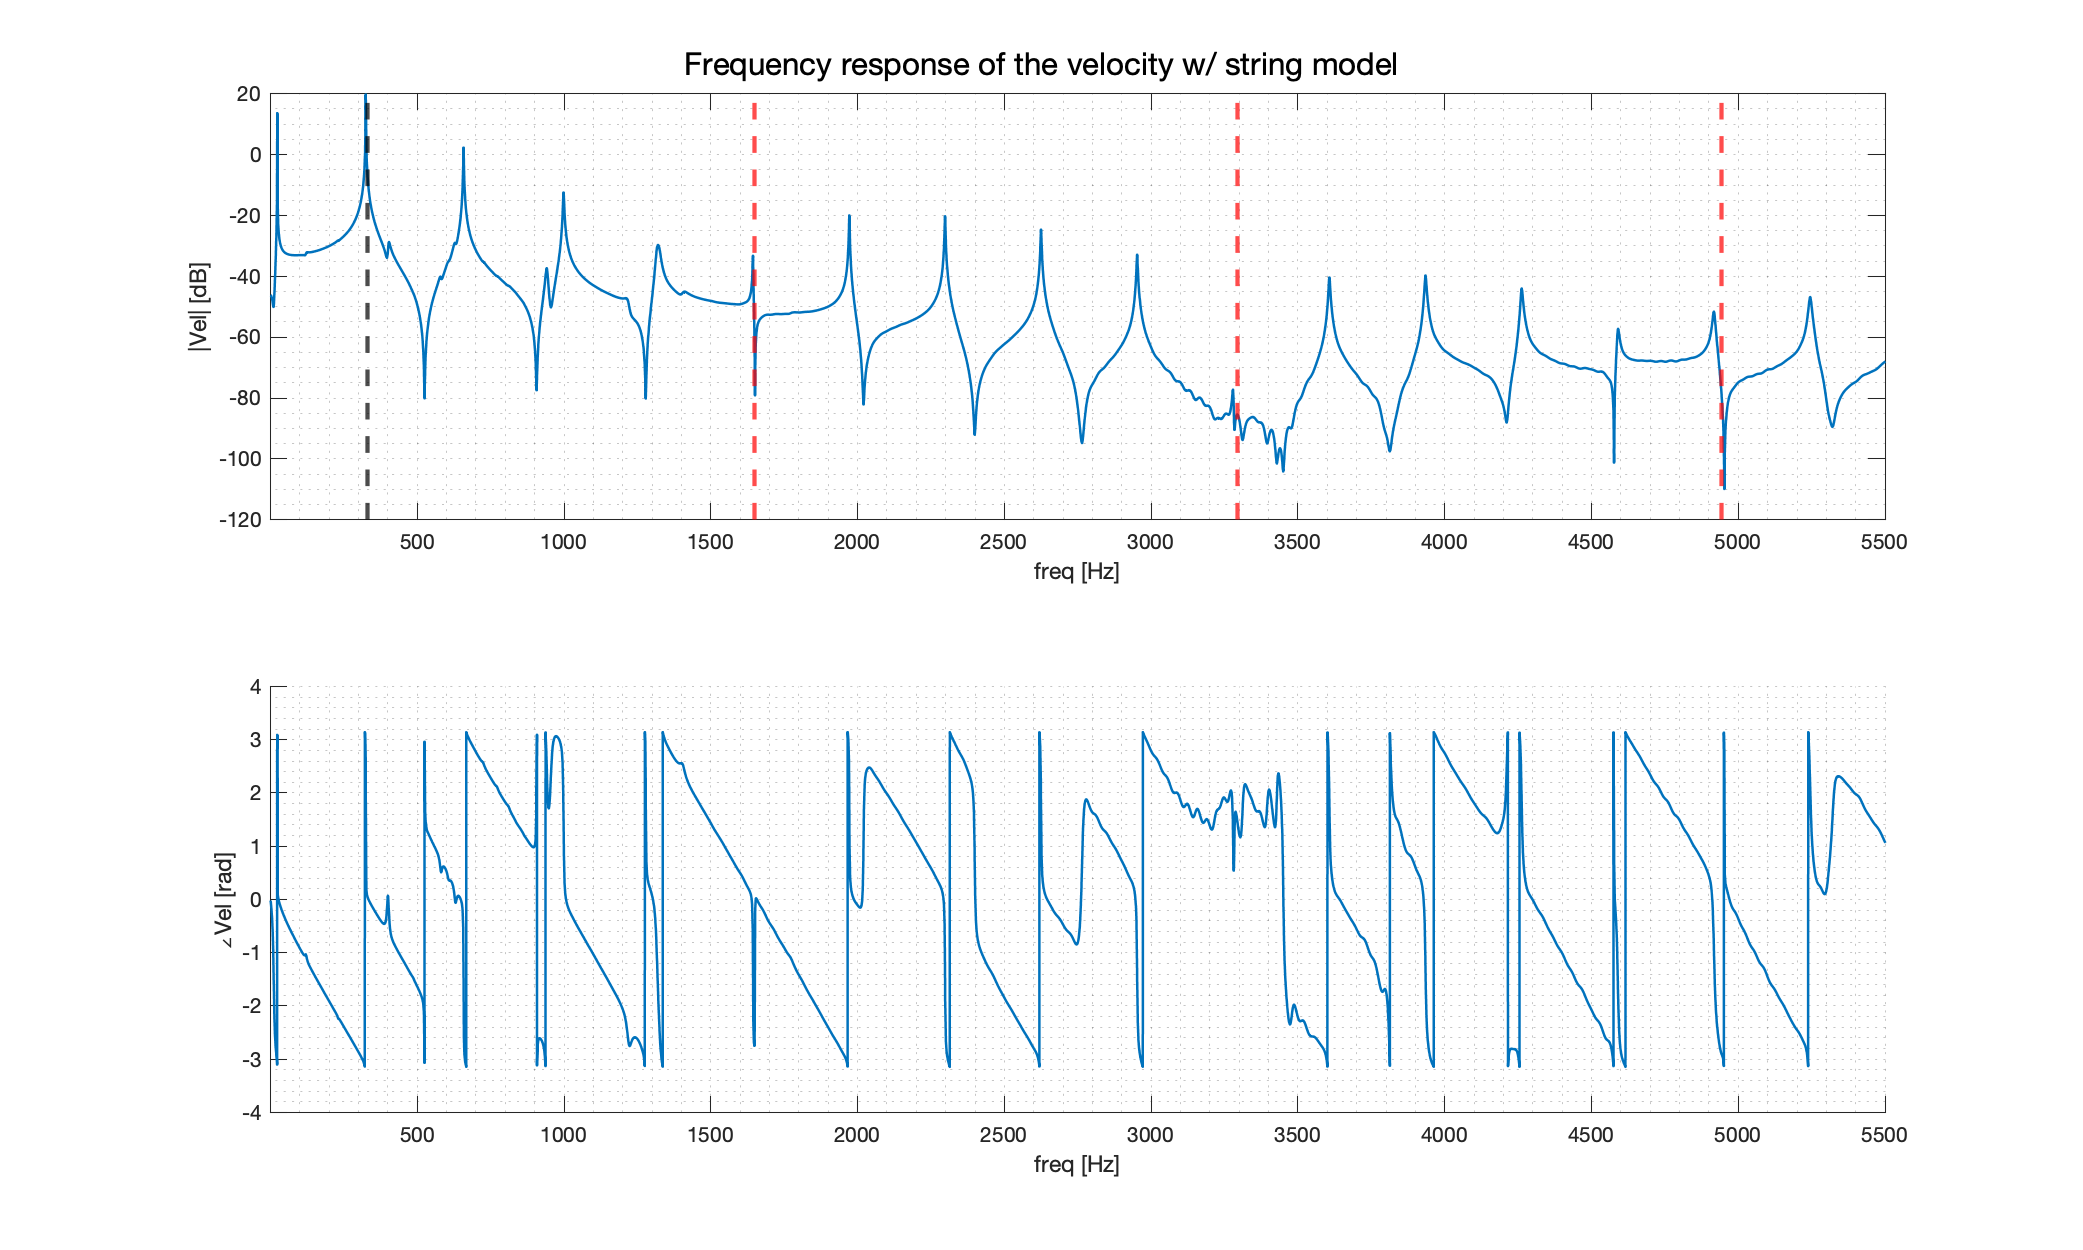 Frequency response of the velocity w/ string model
20
0
-20
-40
-60
-80
-100
-120
|Vel| [dB]
500 1000 1500 2000 2500 3000 3500 4000 4500 5000 5500
freq [Hz]
4
3
2
1
0
-1
-2
-3
-4
∠Vel [rad]
500 1000 1500 2000 2500 3000 3500 4000 4500 5000 5500
freq [Hz]